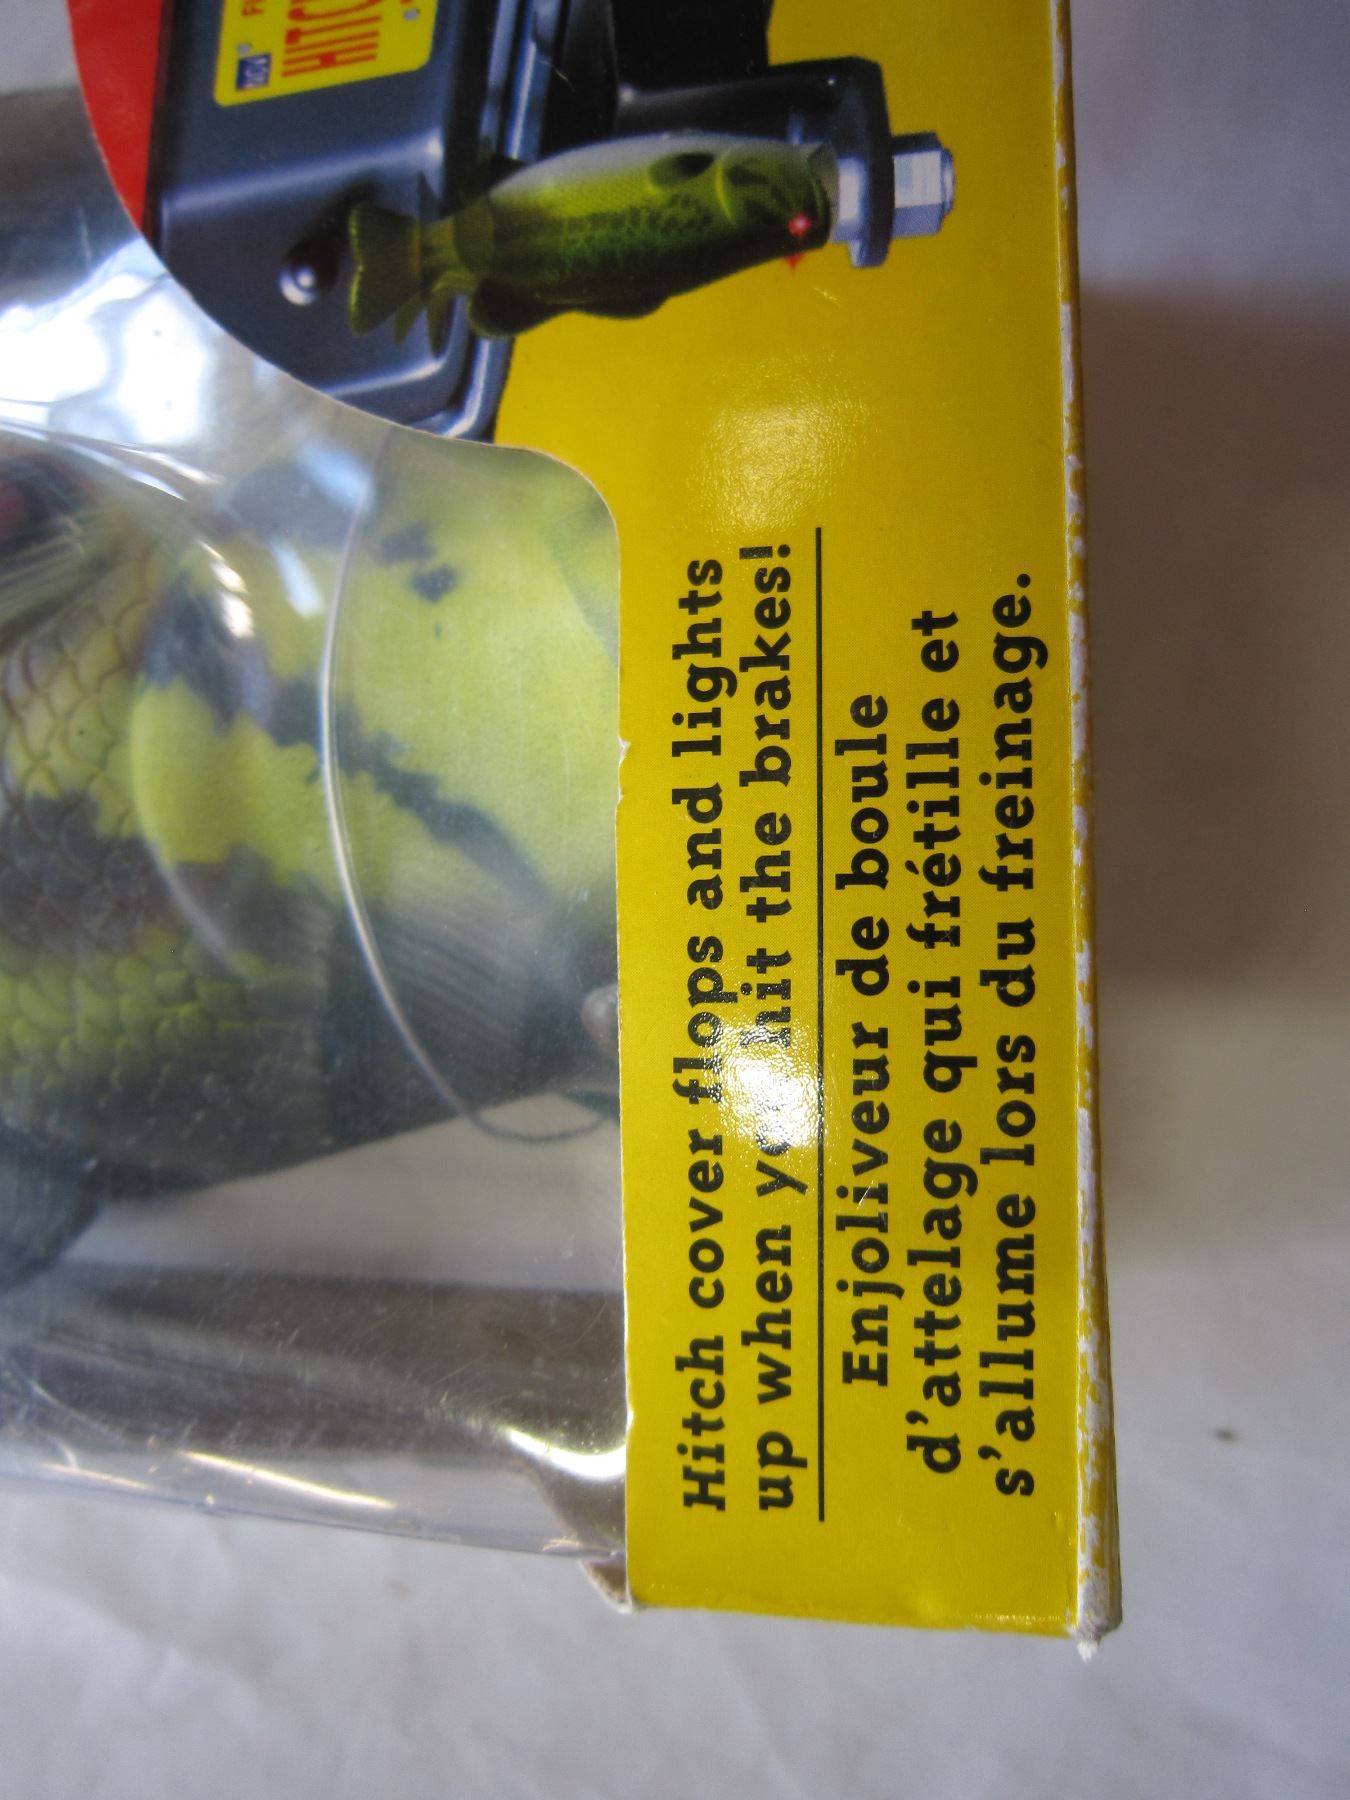 HITC
Hitch cover flops and lights
up when you hit the brakes!
Enjoliveur de boule
d'attelage qui frétille et
s'allume lors du freinage.